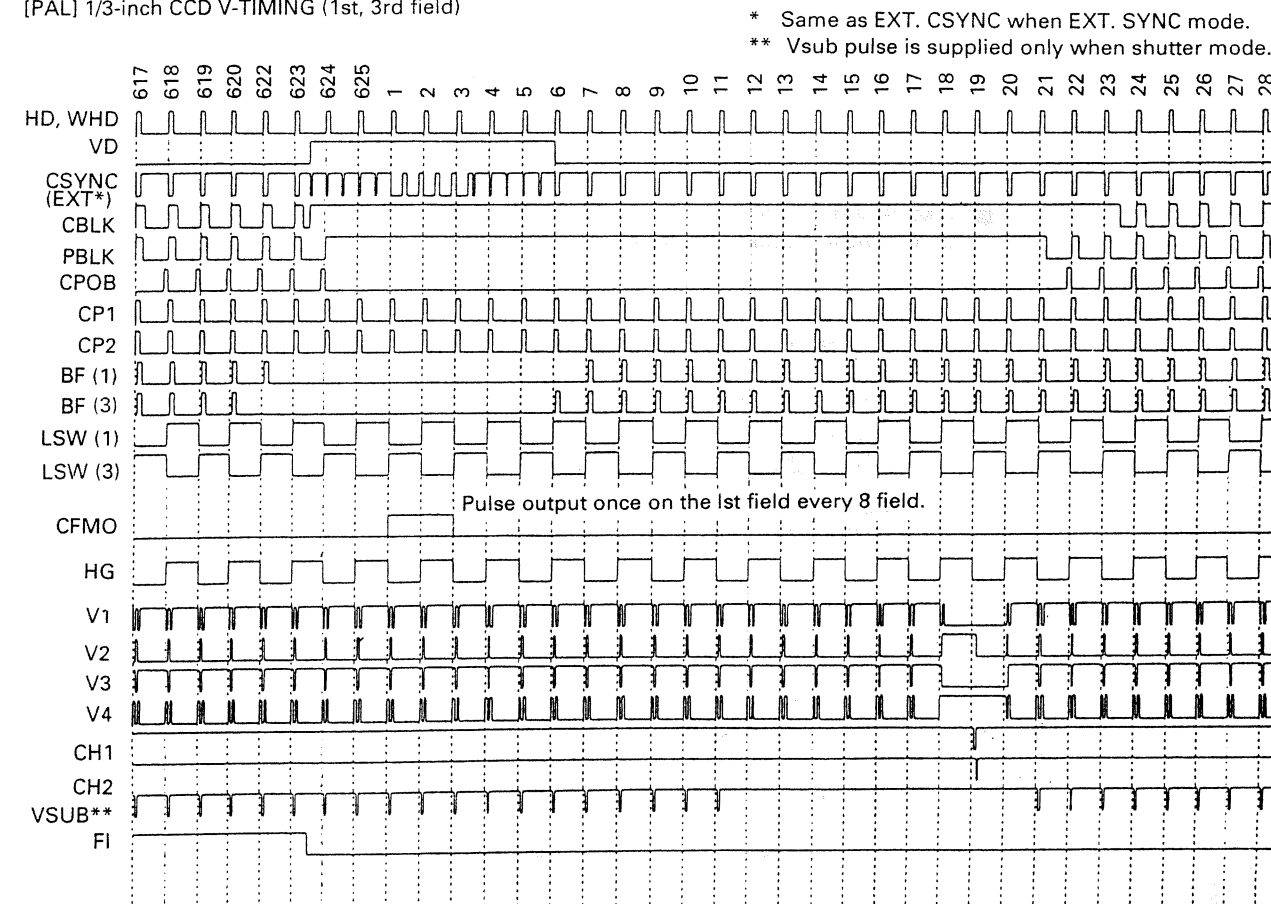 [PAL] 1/3-inch CCD V-TIMING (1st, 3rd field)
* Same as EXT. CSYNC when EXT. SYNC mode.
** Vsub pulse is supplied only when shutter mode.
617 618 619 620 622 623 624 625 1 2 3 4 5 6 7 8 9 10 11 12 13 14 15 16 17 18 19 20 21 22 23 24 25 26 27 28
HD, WHD
VD
CSYNC
(EXT*)
CBLK
PBLK
CPOB
CP1
CP2
BF (1)
BF (3)
LSW (1)
LSW (3)
Pulse output once on the lst field every 8 field.
CFMO
HG
V1
V2
V3
V4
CH1
CH2
VSUB**
FI